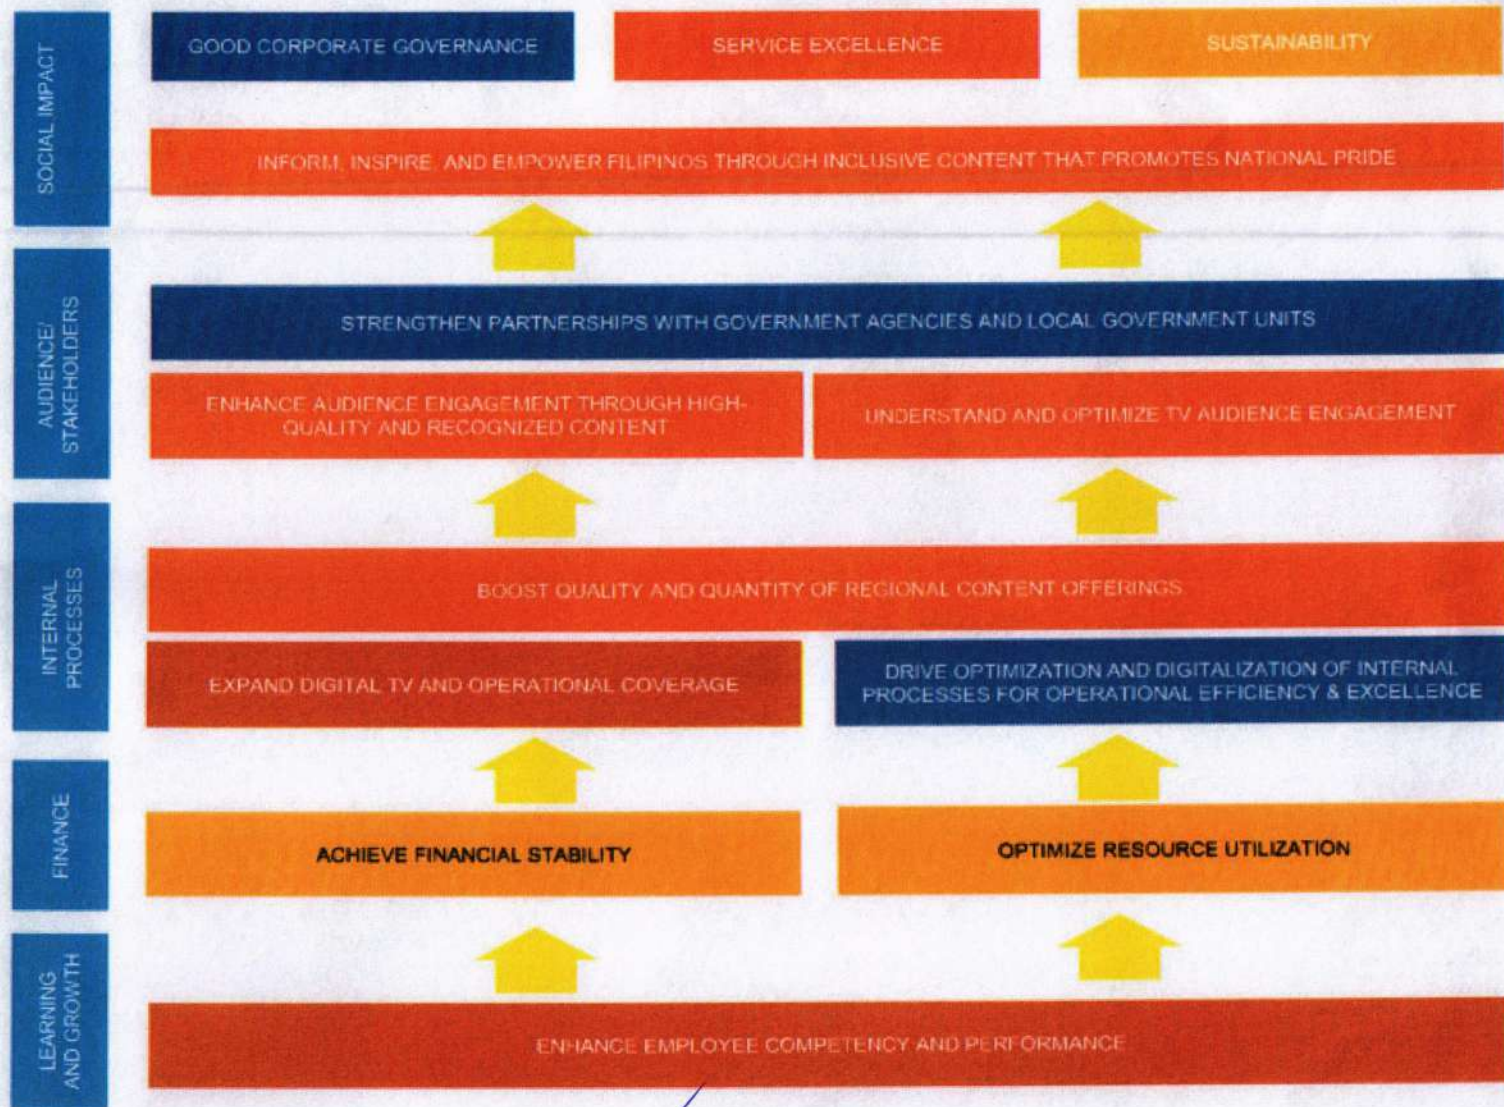 SOCIAL IMPACT
GOOD CORPORATE GOVERNANCE
SERVICE EXCELLENCE
SUSTAINABILITY
INFORM, INSPIRE, AND EMPOWER FILIPINOS THROUGH INCLUSIVE CONTENT THAT PROMOTES NATIONAL PRIDE
AUDIENCE/
STAKEHOLDERS
STRENGTHEN PARTNERSHIPS WITH GOVERNMENT AGENCIES AND LOCAL GOVERNMENT UNITS
ENHANCE AUDIENCE ENGAGEMENT THROUGH HIGH-
QUALITY AND RECOGNIZED CONTENT
UNDERSTAND AND OPTIMIZE TV AUDIENCE ENGAGEMENT
INTERNAL
PROCESSES
BOOST QUALITY AND QUANTITY OF REGIONAL CONTENT OFFERINGS
EXPAND DIGITAL TV AND OPERATIONAL COVERAGE
DRIVE OPTIMIZATION AND DIGITALIZATION OF INTERNAL
PROCESSES FOR OPERATIONAL EFFICIENCY & EXCELLENCE
FINANCE
ACHIEVE FINANCIAL STABILITY
OPTIMIZE RESOURCE UTILIZATION
LEARNING
AND GROWTH
ENHANCE EMPLOYEE COMPETENCY AND PERFORMANCE